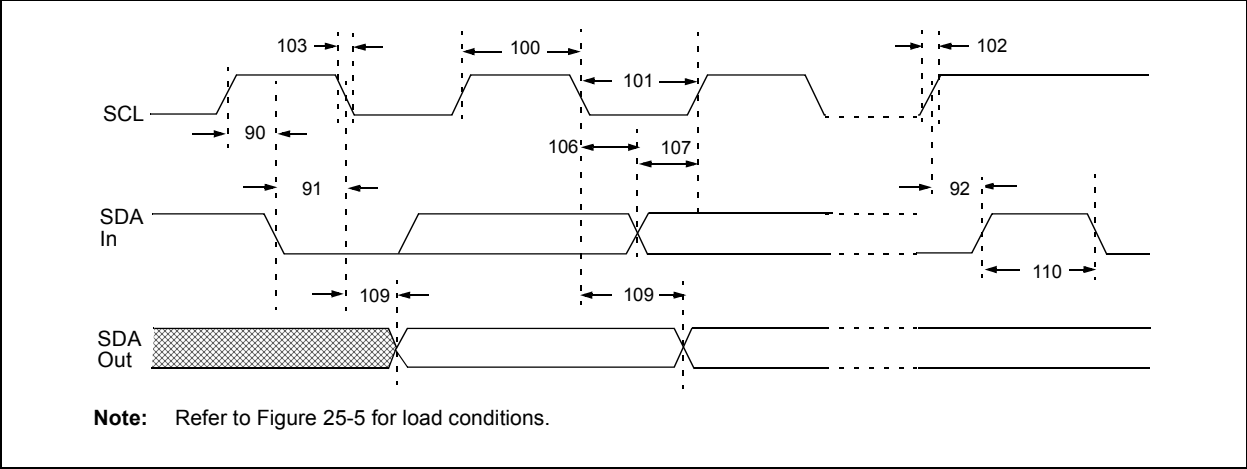 103
100
102
101
SCL
90
106
107
91
92
SDA
In
110
109
109
SDA
Out
Note: Refer to Figure 25-5 for load conditions.